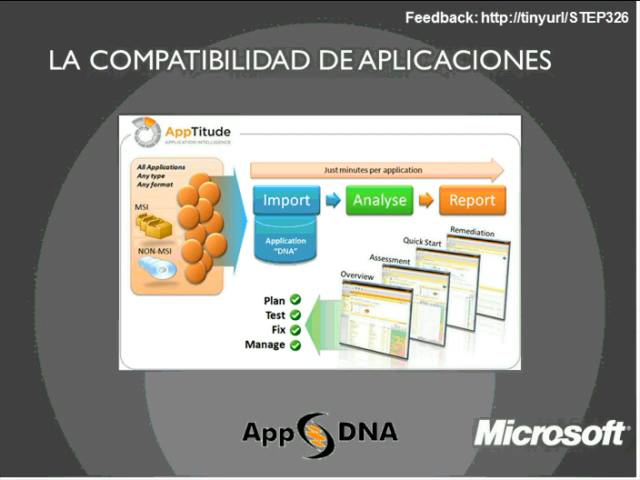 Feedback: http://tinyurl/STEP326
LA COMPATIBILIDAD DE APLICACIONES
AppTitude
APPLICATION INTELLIGENCE
All Applications
Any type
Any format
MSI
NON-MSI
Just minutes per application
Import
Analyse
Report
Application
"DNA"
Remediation
Quick Start
Assessment
Overview
Plan
Test
Fix
Manage
App DNA
Microsoft